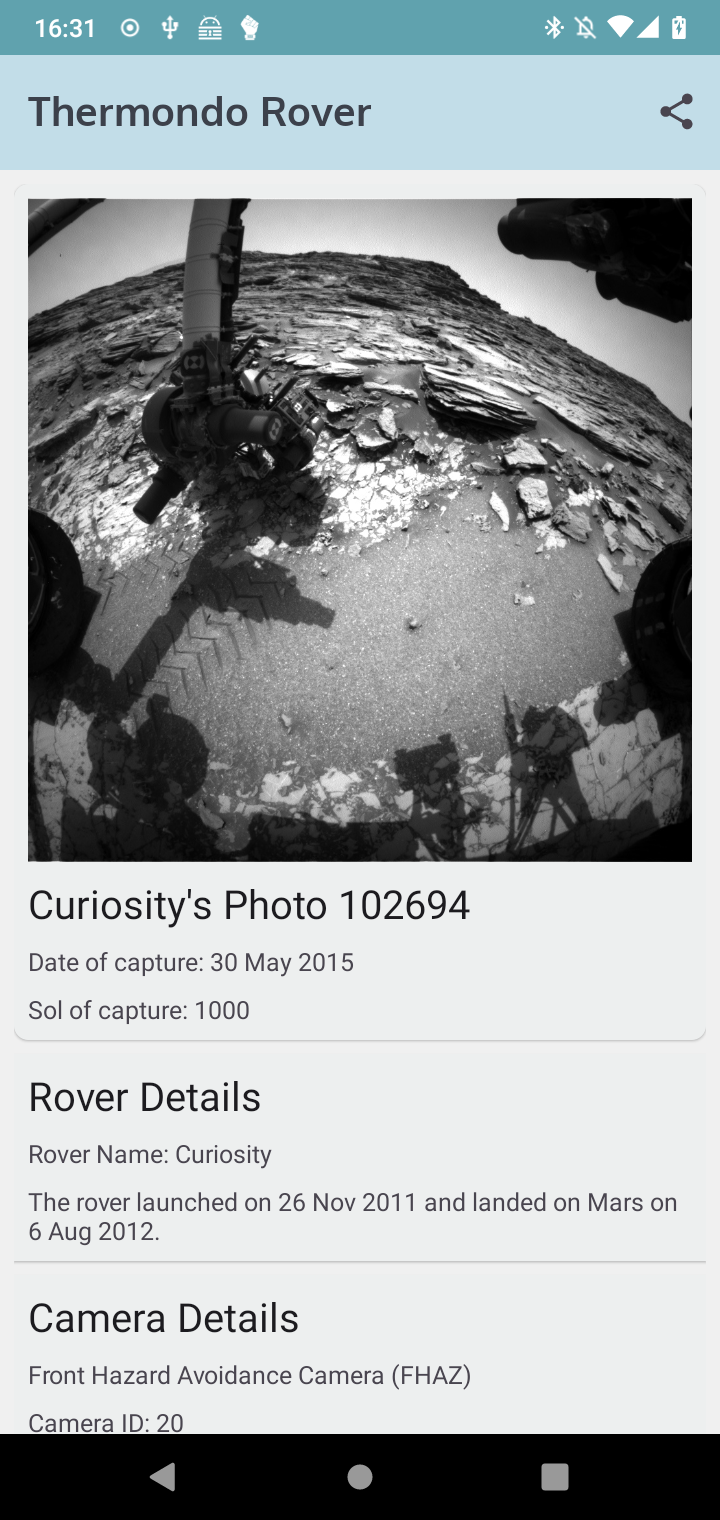 16:31
Thermondo Rover
Curiosity's Photo 102694
Date of capture: 30 May 2015
Sol of capture: 1000
Rover Details
Rover Name: Curiosity
The rover launched on 26 Nov 2011 and landed on Mars on
6 Aug 2012.
Camera Details
Front Hazard Avoidance Camera (FHAZ)
Camera ID: 20